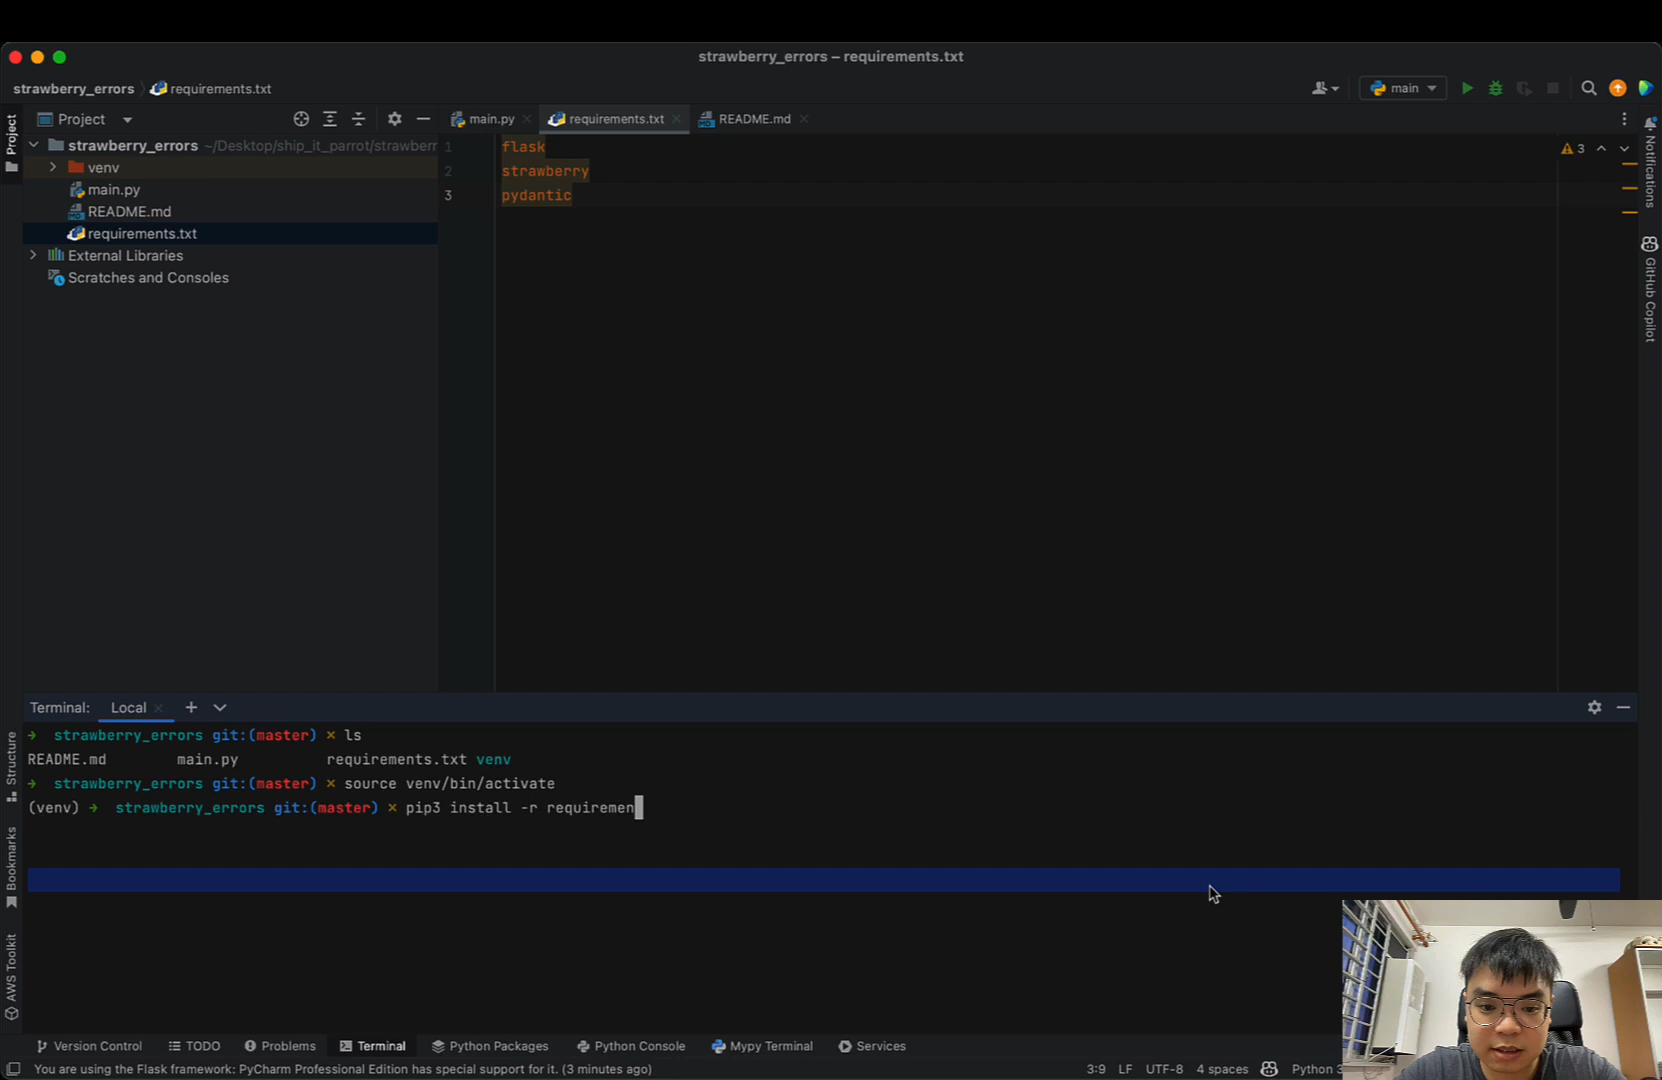 strawberry_errors – requirements.txt
strawberry_errors requirements.txt
main
Project
main.py
requirements.txt
README.md
Project
strawberry_errors ~/Desktop/ship_it_parrot/strawberr
venv
main.py
README.md
requirements.txt
External Libraries
Scratches and Consoles
1 flask
2 strawberry
3 pydantic
3
Notifications
GitHub Copilot
Terminal: Local
→ strawberry_errors git:(master) × ls
README.md main.py requirements.txt venv
→ strawberry_errors git:(master) × source venv/bin/activate
(venv) → strawberry_errors git:(master) × pip3 install -r requiremen
Structure
Bookmarks
AWS Toolkit
Version Control TODO Problems Terminal Python Packages Python Console Mypy Terminal Services
You are using the Flask framework: PyCharm Professional Edition has special support for it. (3 minutes ago) 3:9 LF UTF-8 4 spaces Python 3